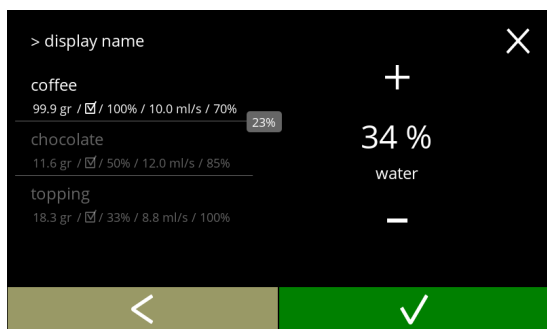 > display name
coffee
99.9 gr / ☑ / 100% / 10.0 ml/s / 70%
23%
chocolate
11.6 gr / ☑ / 50% / 12.0 ml/s / 85%
topping
18.3 gr / ☑ / 33% / 8.8 ml/s / 100%
34 %
water